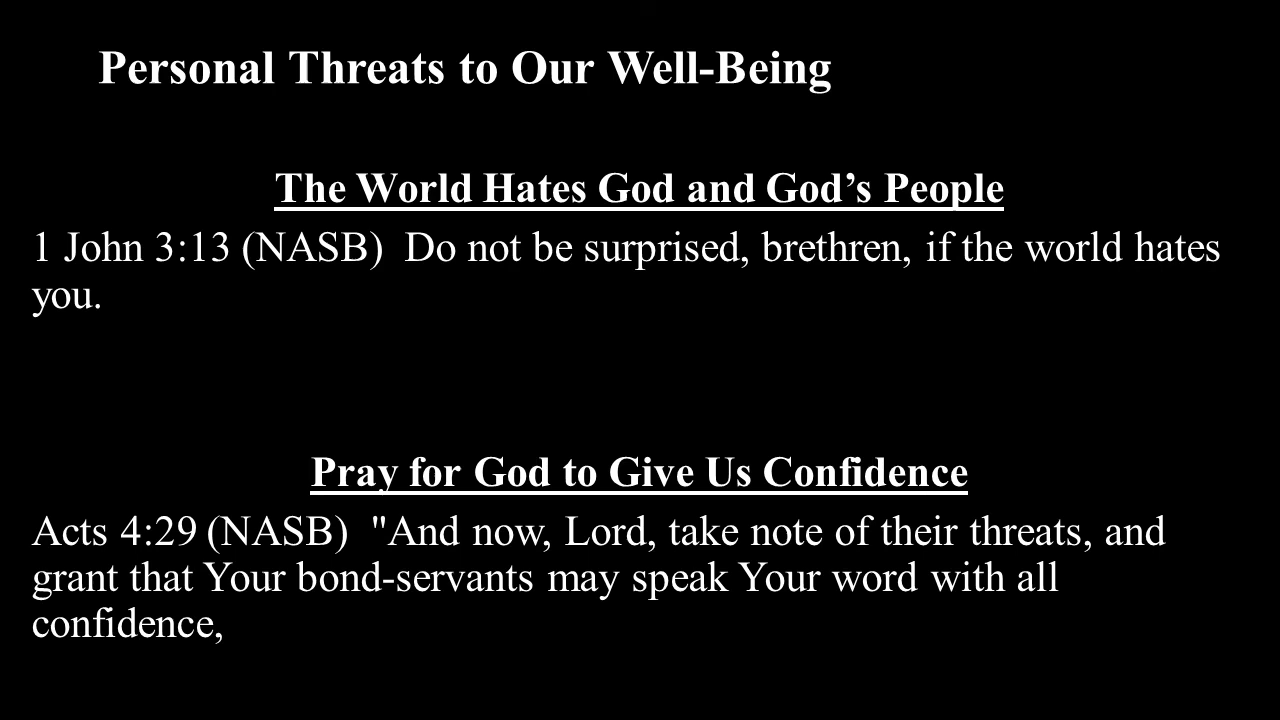 Personal Threats to Our Well-Being
The World Hates God and God’s People
1 John 3:13 (NASB)  Do not be surprised, brethren, if the world hates
you.
Pray for God to Give Us Confidence
Acts 4:29 (NASB)  "And now, Lord, take note of their threats, and
grant that Your bond-servants may speak Your word with all
confidence,